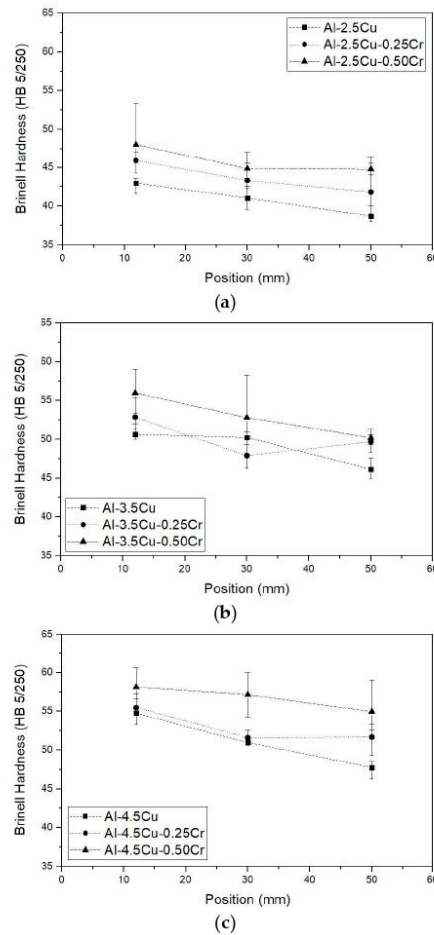 65
60
55
50
45
40
35
Brinell Hardness (HB 5/250)
Al-2.5Cu
Al-2.5Cu-0.25Cr
Al-2.5Cu-0.50Cr
0 10 20 30 40 50 60
Position (mm)
(a)
65
60
55
50
45
40
35
Brinell Hardness (HB 5/250)
Al-3.5Cu
Al-3.5Cu-0.25Cr
Al-3.5Cu-0.50Cr
0 10 20 30 40 50 60
Position (mm)
(b)
65
60
55
50
45
40
35
Brinell Hardness (HB 5/250)
Al-4.5Cu
Al-4.5Cu-0.25Cr
Al-4.5Cu-0.50Cr
0 10 20 30 40 50 60
Position (mm)
(c)